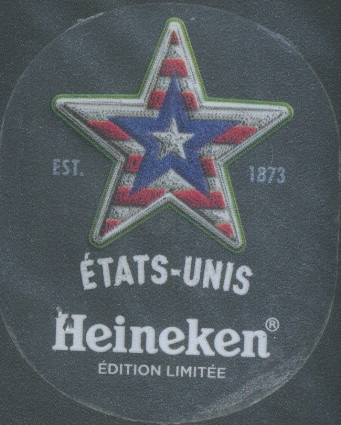 EST. 1873
ÉTATS-UNIS
Heineken®
ÉDITION LIMITÉE